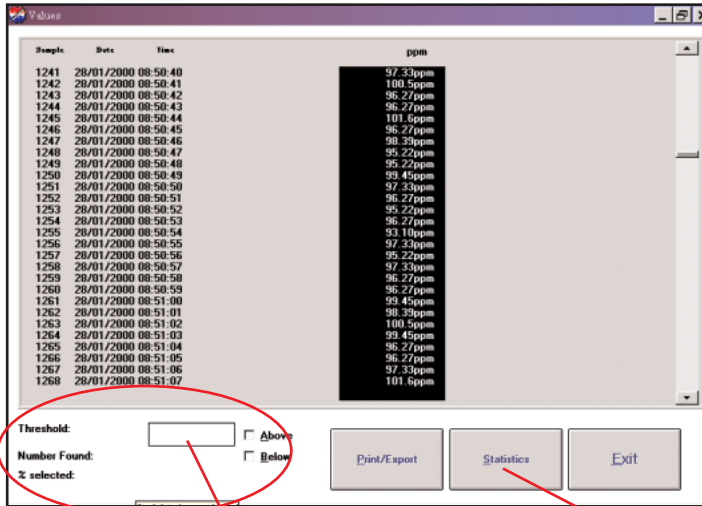 Values
Sample Date Time ppm
1241 28/01/2000 08:50:40 97.33ppm
1242 28/01/2000 08:50:41 100.5ppm
1243 28/01/2000 08:50:42 96.27ppm
1244 28/01/2000 08:50:43 96.27ppm
1245 28/01/2000 08:50:44 101.6ppm
1246 28/01/2000 08:50:45 96.27ppm
1247 28/01/2000 08:50:46 98.39ppm
1248 28/01/2000 08:50:47 95.22ppm
1249 28/01/2000 08:50:48 95.22ppm
1250 28/01/2000 08:50:49 99.45ppm
1251 28/01/2000 08:50:50 97.33ppm
1252 28/01/2000 08:50:51 96.27ppm
1253 28/01/2000 08:50:52 95.22ppm
1254 28/01/2000 08:50:53 96.27ppm
1255 28/01/2000 08:50:54 93.10ppm
1256 28/01/2000 08:50:55 97.33ppm
1257 28/01/2000 08:50:56 95.22ppm
1258 28/01/2000 08:50:57 97.33ppm
1259 28/01/2000 08:50:58 96.27ppm
1260 28/01/2000 08:50:59 96.27ppm
1261 28/01/2000 08:51:00 99.45ppm
1262 28/01/2000 08:51:01 98.39ppm
1263 28/01/2000 08:51:02 100.5ppm
1264 28/01/2000 08:51:03 99.45ppm
1265 28/01/2000 08:51:04 96.27ppm
1266 28/01/2000 08:51:05 96.27ppm
1267 28/01/2000 08:51:06 97.33ppm
1268 28/01/2000 08:51:07 101.6ppm
Threshold: Above
Number Found: Below
% selected:
Print/Export Statistics Exit